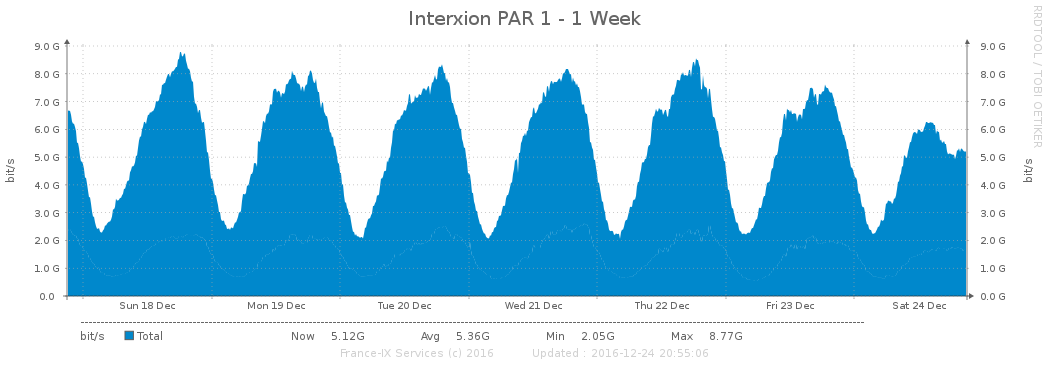 Interxion PAR 1 - 1 Week
RRDTOOL / TOBI OETIKER
bit/s
9.0 G 9.0 G
8.0 G 8.0 G
7.0 G 7.0 G
6.0 G 6.0 G
5.0 G 5.0 G
4.0 G 4.0 G
3.0 G 3.0 G
2.0 G 2.0 G
1.0 G 1.0 G
0.0 0.0 G
bit/s
Sun 18 Dec Mon 19 Dec Tue 20 Dec Wed 21 Dec Thu 22 Dec Fri 23 Dec Sat 24 Dec
bit/s Total Now 5.12G Avg 5.36G Min 2.05G Max 8.77G
France-IX Services (c) 2016 Updated : 2016-12-24 20:55:06